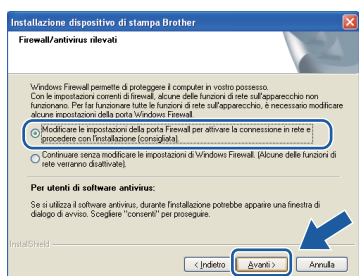 Installazione dispositivo di stampa Brother
Firewall/antivirus rilevati
Windows Firewall permette di proteggere il computer in vostro possesso.
Con le impostazioni correnti di firewall, alcune delle funzioni di rete sull'apparecchio non
funzionano. Per far funzionare tutte le funzioni di rete sull'apparecchio, è necessario modificare
alcune impostazioni della porta Windows Firewall.
Modificare le impostazioni della porta Firewall per attivare la connessione in rete e
procedere con l'installazione (consigliata).
Continuare senza modificare le impostazioni di Windows Firewall. (Alcune delle funzioni di
rete verranno disattivate).
Per utenti di software antivirus:
Se si utilizza il software antivirus, durante l'installazione potrebbe apparire una finestra di
dialogo di avviso. Scegliere "consenti" per proseguire.
InstallShield
< Indietro
Avanti >
Annulla